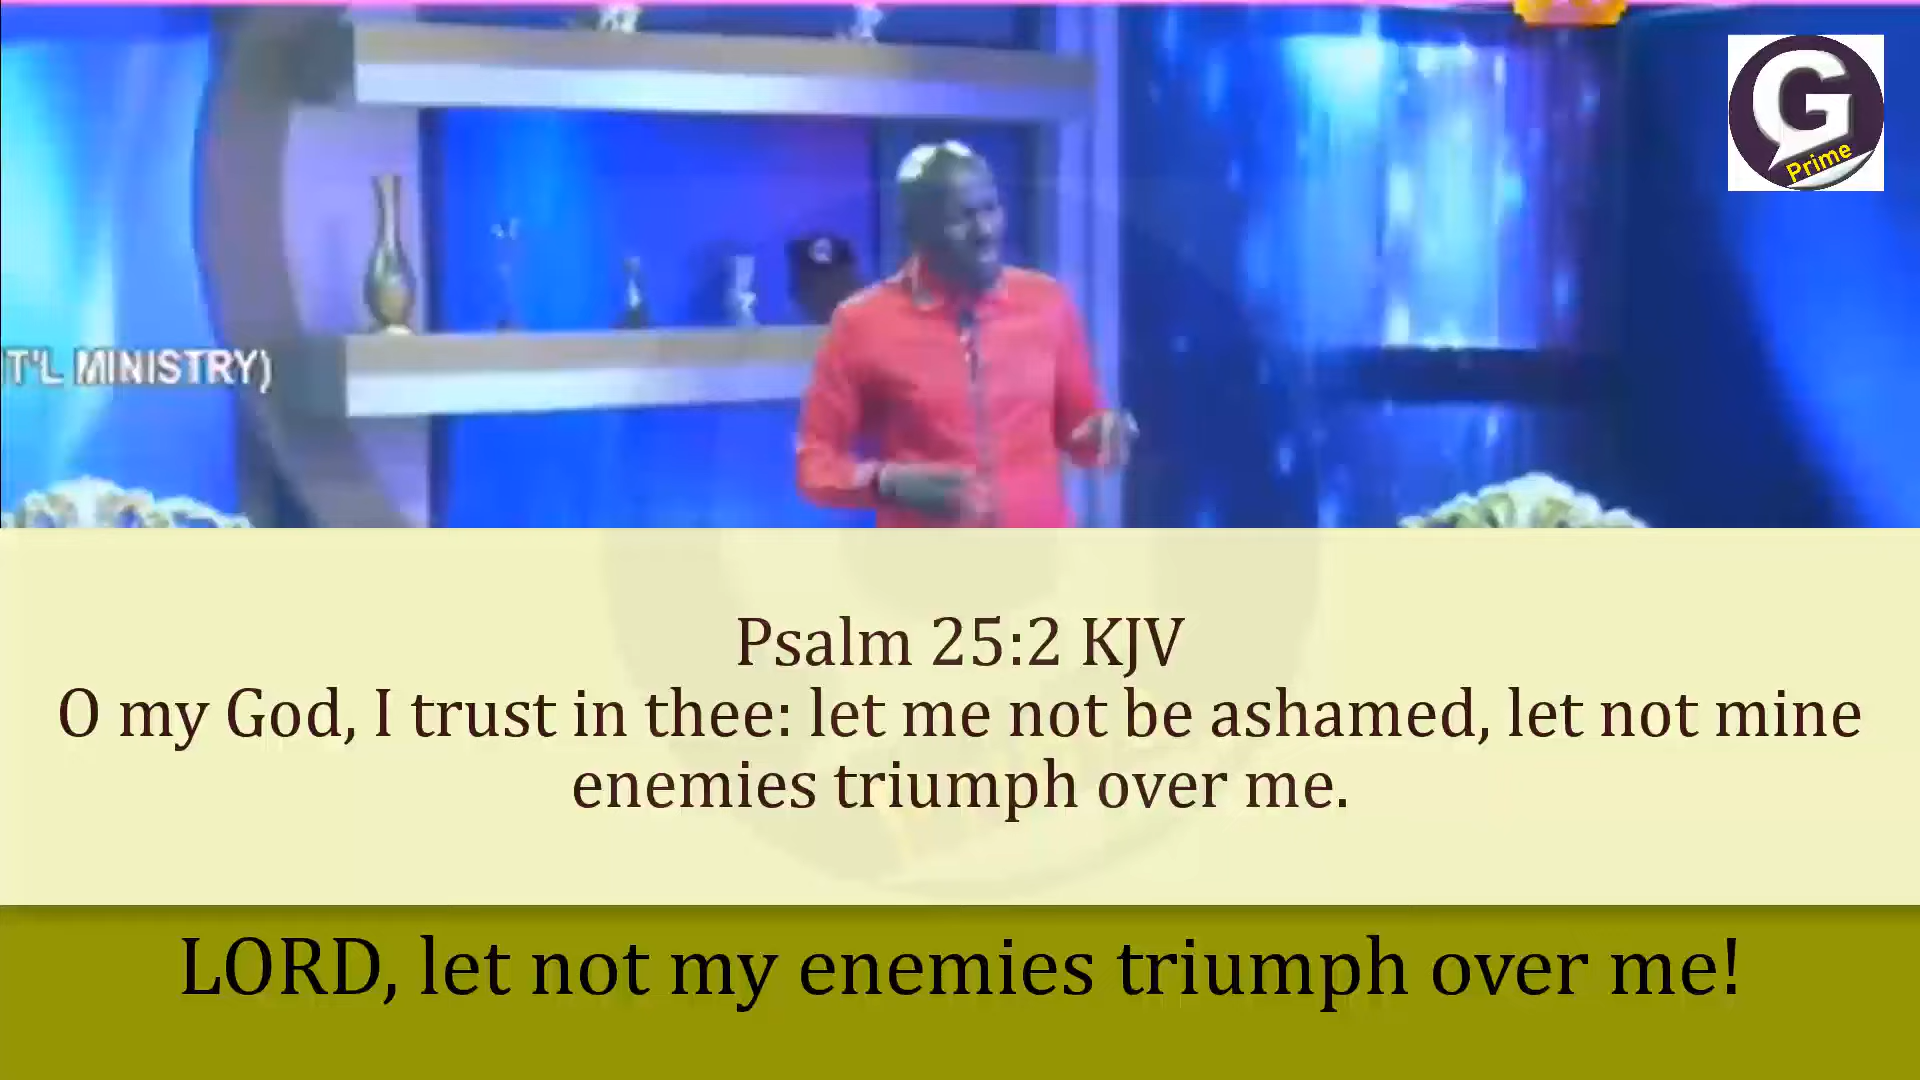 G
Prime
T'L MINISTRY)
Psalm 25:2 KJV
O my God, I trust in thee: let me not be ashamed, let not mine
enemies triumph over me.
LORD, let not my enemies triumph over me!